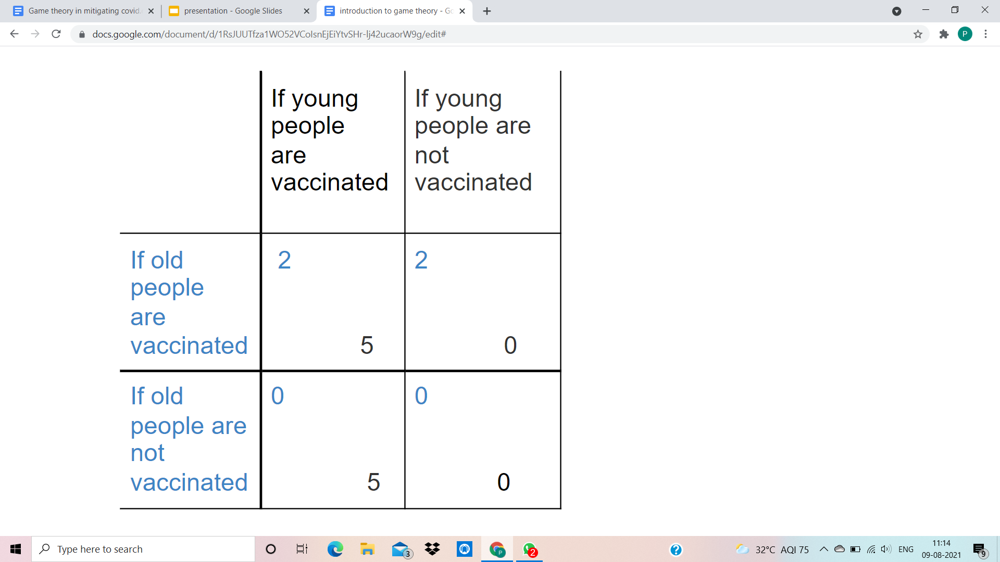 Game theory in mitigating covid.
presentation - Google Slides
introduction to game theory - Go
docs.google.com/document/d/1RsJUUTfza1WO52VCoIsnEjEiYtvSHr-lj42ucaorW9g/edit#
P
If young
people
are
vaccinated
If young
people are
not
vaccinated
If old
people
are
vaccinated
2
5
2
0
If old
people are
not
vaccinated
0
5
0
0
Type here to search
3
P
2
32°C AQI 75
ENG
11:14
09-08-2021
9